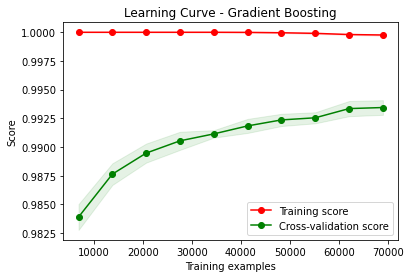 Learning Curve - Gradient Boosting
Score
1.0000
0.9975
0.9950
0.9925
0.9900
0.9875
0.9850
0.9825
Training score
Cross-validation score
10000 20000 30000 40000 50000 60000 70000
Training examples